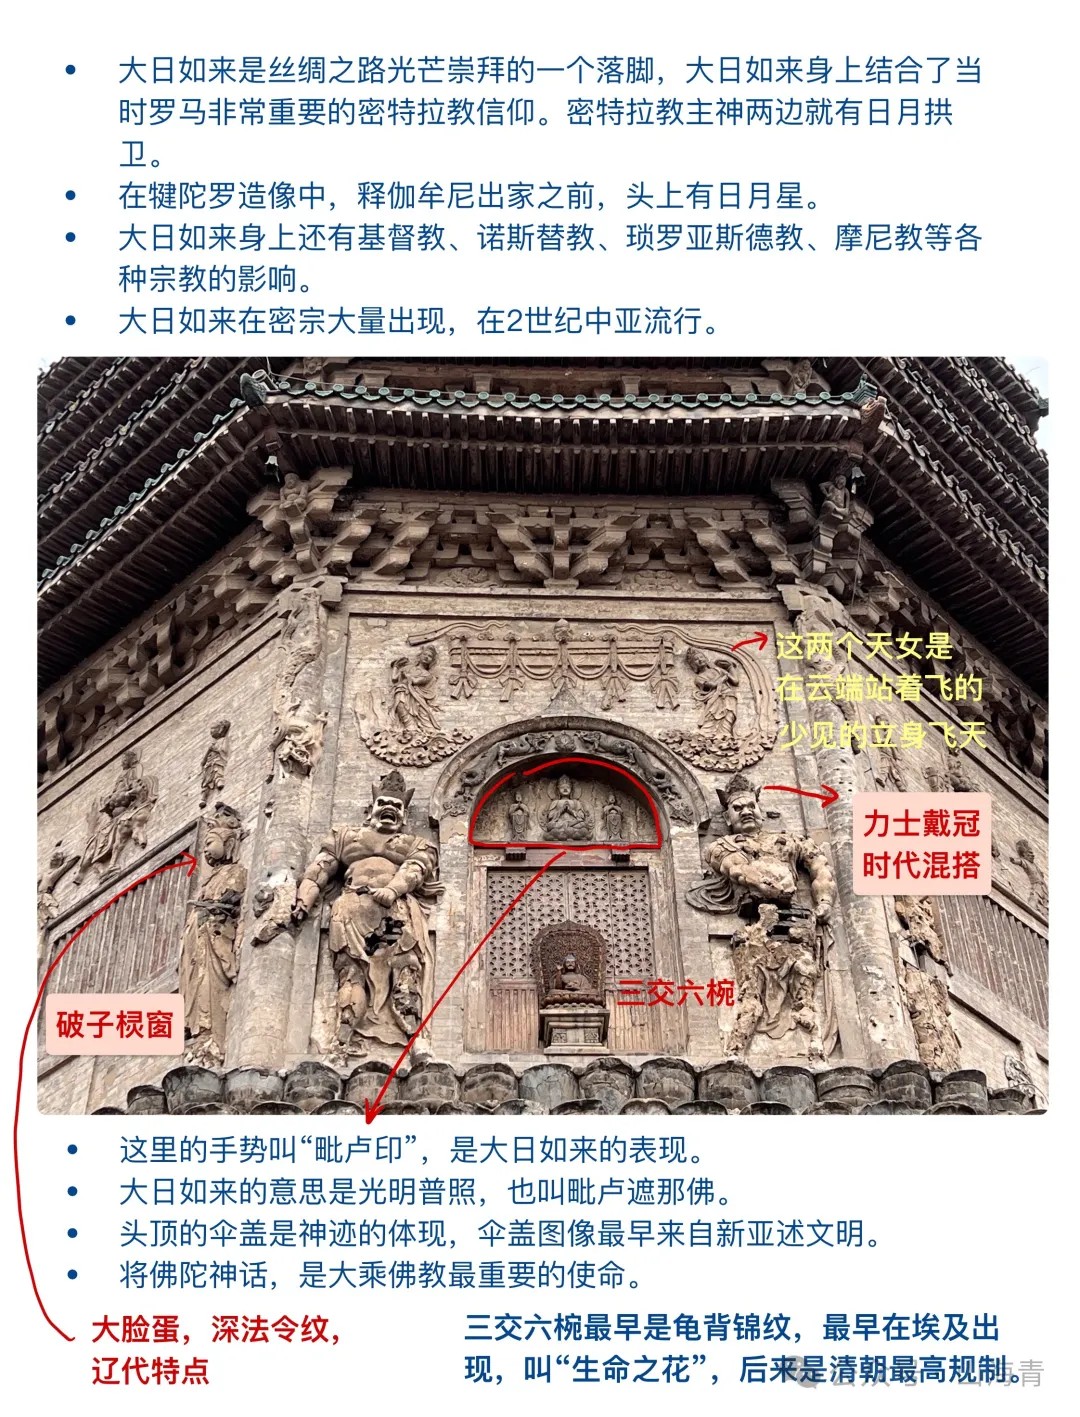 大日如来是丝绸之路光芒崇拜的一个落脚，大日如来身上结合了当
时罗马非常重要的密特拉教信仰。密特拉教主神两边就有日月拱
卫。
在犍陀罗造像中，释伽牟尼出家之前，头上有日月星。
大日如来身上还有基督教、诺斯替教、琐罗亚斯德教、摩尼教等各
种宗教的影响。
大日如来在密宗大量出现，在2世纪中亚流行。
这两个天女是
在云端站着飞的
少见的立身飞天
力士戴冠
时代混搭
三交六椀
破子棂窗
这里的手势叫“毗卢印”，是大日如来的表现。
大日如来的意思是光明普照，也叫毗卢遮那佛。
头顶的伞盖是神迹的体现，伞盖图像最早来自新亚述文明。
将佛陀神话，是大乘佛教最重要的使命。
大脸蛋，深法令纹，
辽代特点
三交六椀最早是龟背锦纹，最早在埃及出
现，叫“生命之花”，后来是清朝最高规制。
公众号·山海青